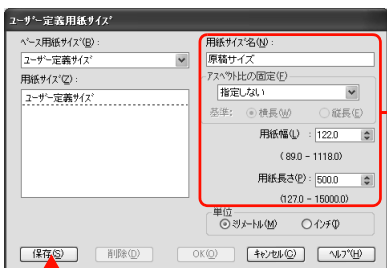 ユーザー定義用紙サイズ
ベース用紙サイズ(B):
ユーザー定義サイズ
用紙サイズ(Z):
ユーザー定義サイズ
用紙サイズ名(N):
原稿サイズ
アスペクト比の固定(F)
指定しない
基準: 横長(W) 縦長(E)
用紙幅(L): 122.0
(89.0 - 1118.0)
用紙長さ(P): 500.0
(127.0 - 15000.0)
単位
ミリメートル(M) インチ(I)
保存(S) 削除(D) OK(O) キャンセル(C) ヘルプ(H)